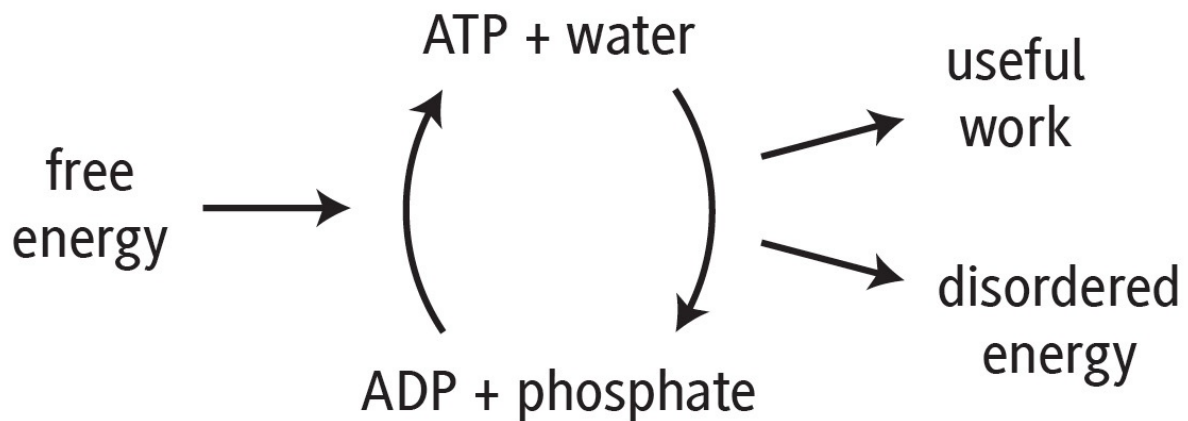 ATP + water
useful
work
free
energy
disordered
energy
ADP + phosphate